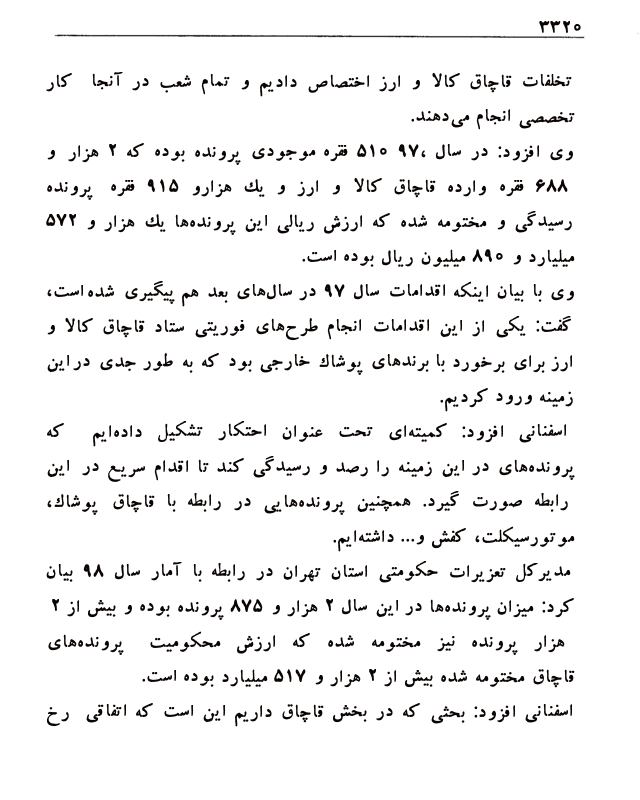 ۳۳۲۰
تخلفات قاچاق کالا و ارز اختصاص دادیم و تمام شعب در آنجا کار
تخصصی انجام می‌دهند.
وی افزود: در سال ،۹۷ ۵۱۰ فقره موجودی پرونده بوده که ۲ هزار و
۶۸۸ فقره وارده قاچاق کالا و ارز و یك هزارو ۹۱۵ فقره پرونده
رسیدگی و مختومه شده که ارزش ریالی این پرونده‌ها یك هزار و ۵۷۲
میلیارد و ۸۹۰ میلیون ریال بوده است.
وی با بیان اینکه اقدامات سال ۹۷ در سال‌های بعد هم پیگیری شده‌است،
گفت: یکی از این اقدامات انجام طرح‌های فوریتی ستاد قاچاق کالا و
ارز برای برخورد با برندهای پوشاك خارجی بود که به طور جدی دراین
زمینه ورود کردیم.
اسفنانی افزود: کمیته‌ای تحت عنوان احتکار تشکیل داده‌ایم که
پرونده‌های در این زمینه را رصد و رسیدگی کند تا اقدام سریع در این
رابطه صورت گیرد. همچنین پرونده‌هایی در رابطه با قاچاق پوشاك،
موتورسیکلت، کفش و... داشته‌ایم.
مدیرکل تعزیرات حکومتی استان تهران در رابطه با آمار سال ۹۸ بیان
کرد: میزان پرونده‌ها در این سال ۲ هزار و ۸۷۵ پرونده بوده و بیش از ۲
هزار پرونده نیز مختومه شده که ارزش محکومیت پرونده‌های
قاچاق مختومه شده بیش از ۲ هزار و ۵۱۷ میلیارد بوده است.
اسفنانی افزود: بحثی که در بخش قاچاق داریم این است که اتفاقی رخ